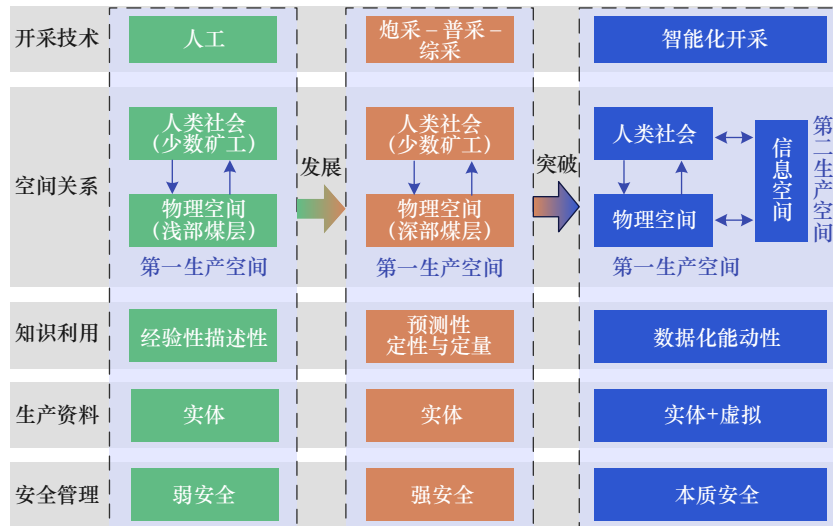 开采技术
人工
炮采－普采－
综采
智能化开采
空间关系
人类社会
（少数矿工）
物理空间
（浅部煤层）
第一生产空间
发展
人类社会
（少数矿工）
物理空间
（深部煤层）
第一生产空间
突破
人类社会
物理空间
信息空间
第一生产空间
第二生产空间
知识利用
经验性描述性
预测性
定性与定量
数据化能动性
生产资料
实体
实体
实体+虚拟
安全管理
弱安全
强安全
本质安全